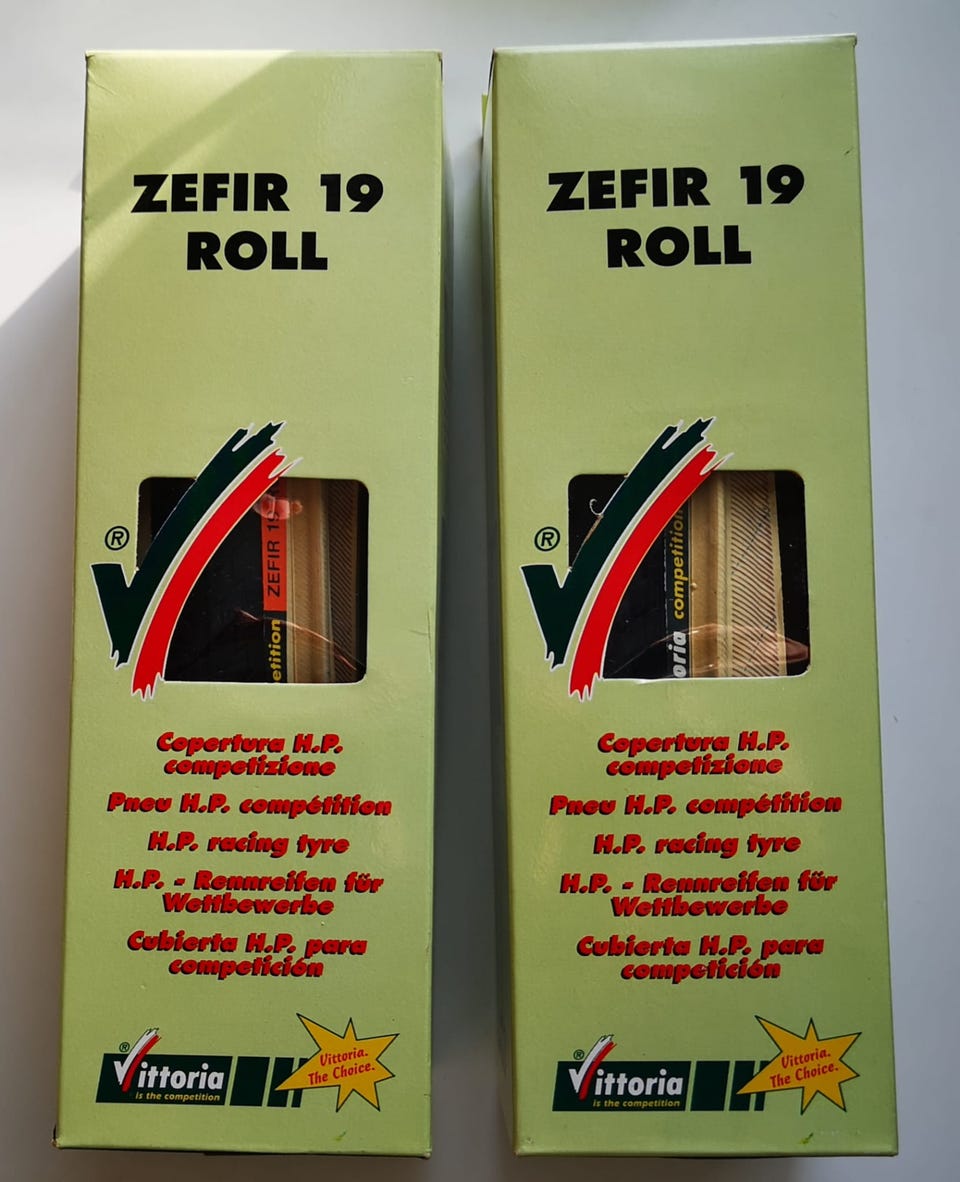 ZEFIR 19
ROLL
®
ZEFIR 19
etition
Copertura H.P.
competizione
Pneu H.P. compétition
H.P. racing tyre
H.P. - Rennreifen für
Wettbewerbe
Cubierta H.P. para
competición
®
Vittoria
is the competition
Vittoria.
The Choice.
ZEFIR 19
ROLL
®
oria competition
Copertura H.P.
competizione
Pneu H.P. compétition
H.P. racing tyre
H.P. - Rennreifen für
Wettbewerbe
Cubierta H.P. para
competición
®
Vittoria
is the competition
Vittoria.
The Choice.